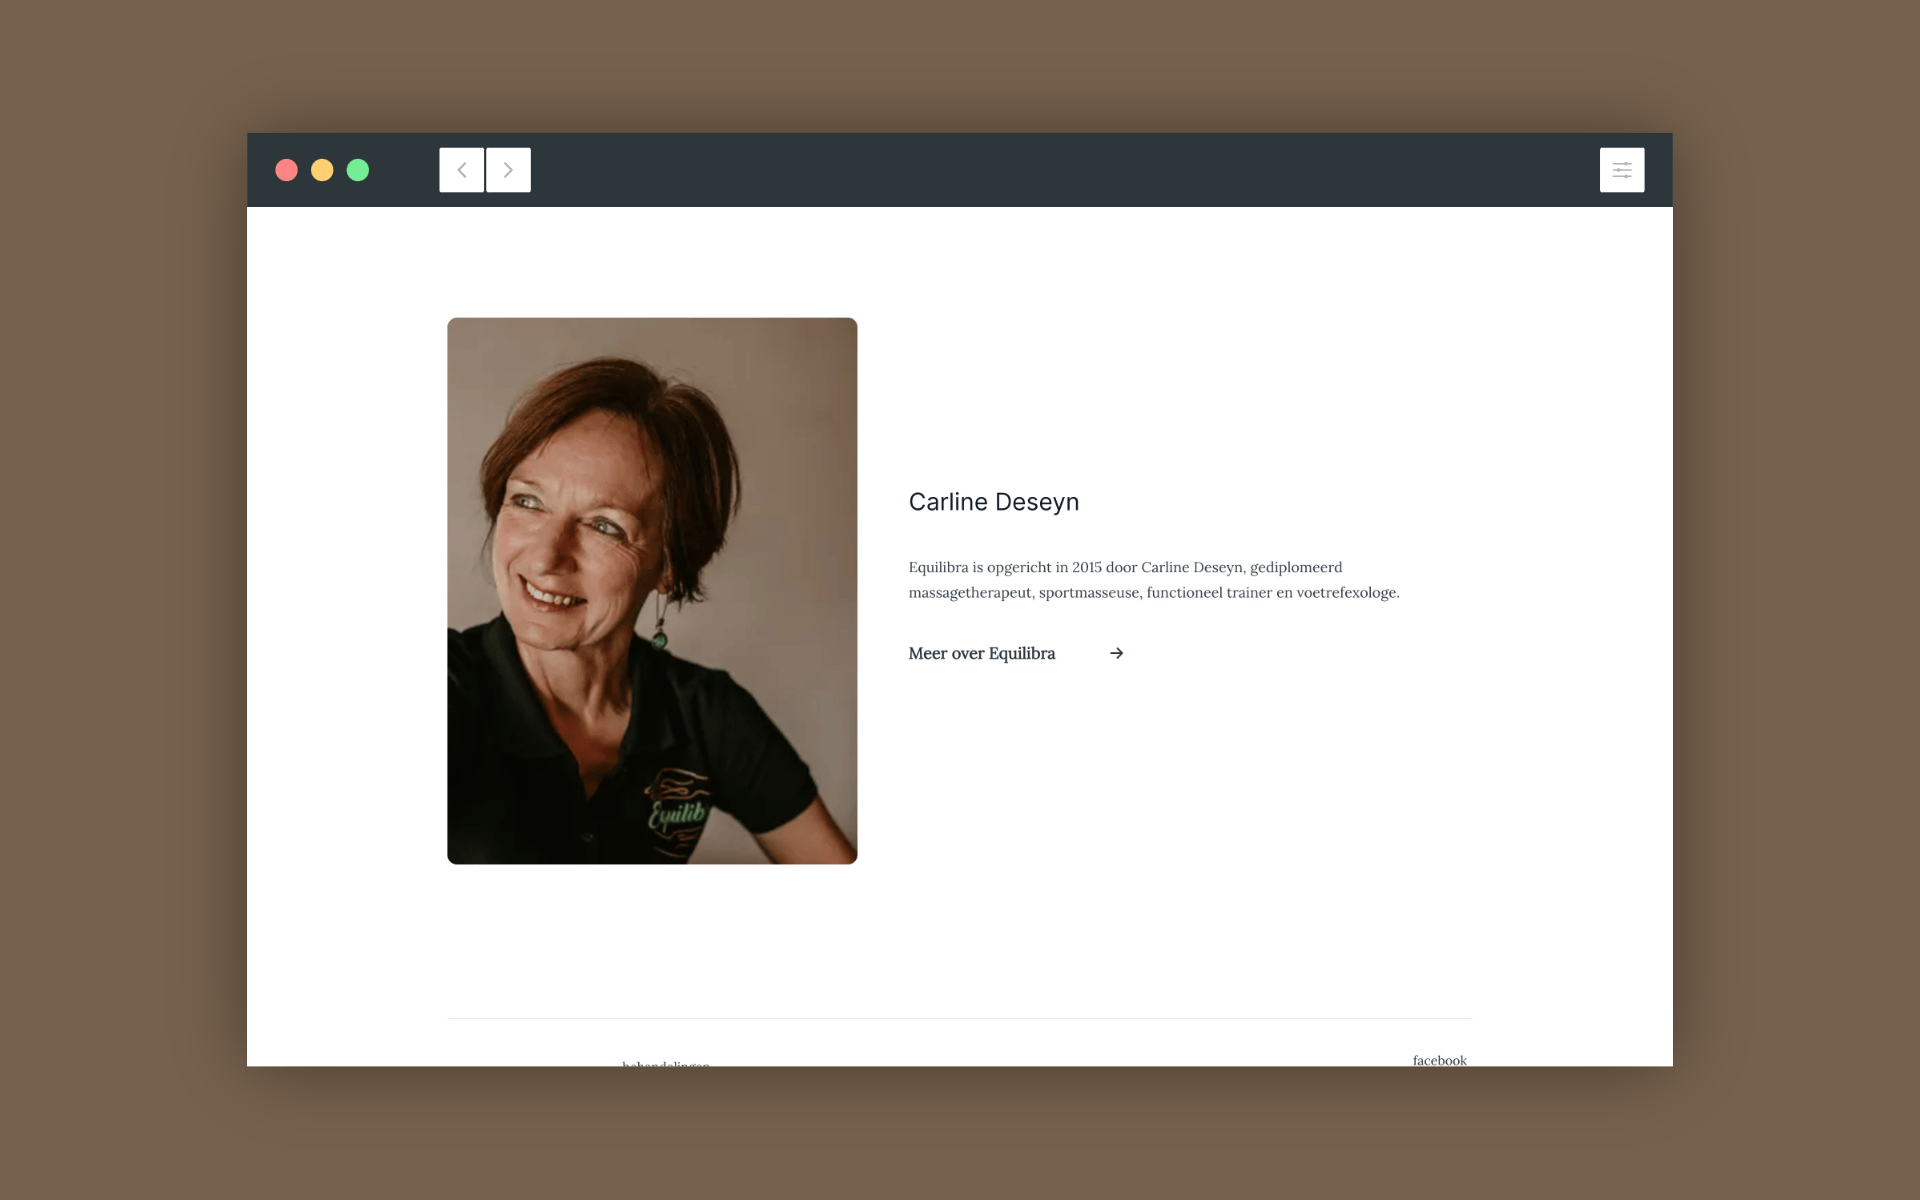 Carline Deseyn
Equilibra is opgericht in 2015 door Carline Deseyn, gediplomeerd
massagetherapeut, sportmasseuse, functioneel trainer en voetrefexologe.
Meer over Equilibra →
Equilib
behandelingen
facebook